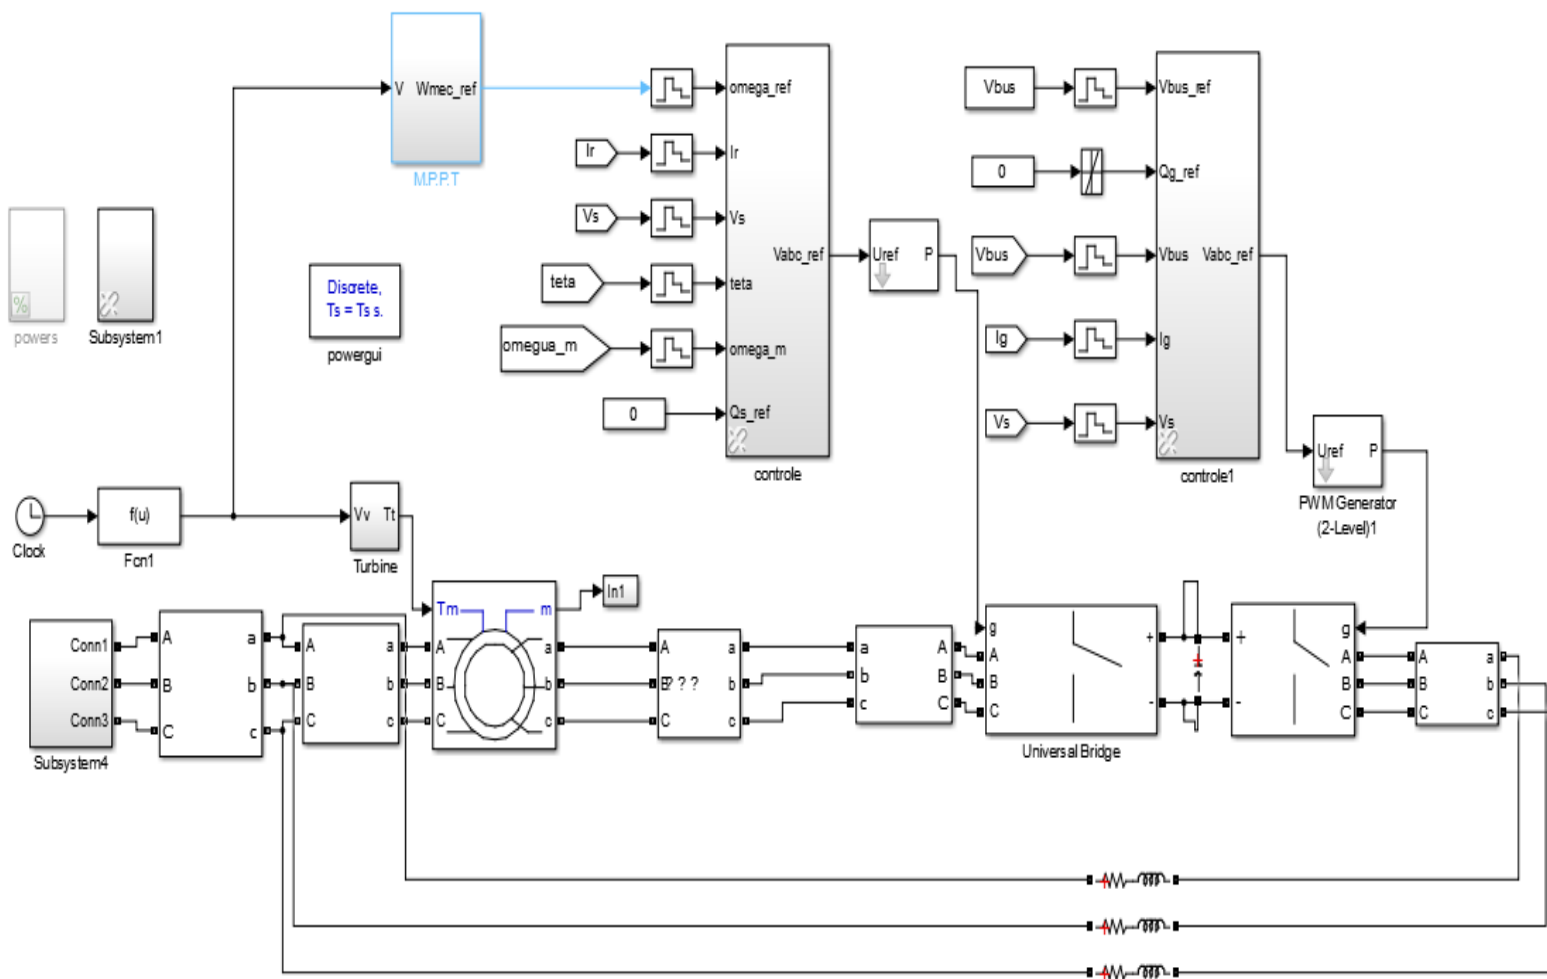 V Wmec_ref
M.P.P.T
omega_ref
Ir
Ir
Vs
Vs
teta
teta
omegua_m
omega_m
0
Qs_ref
Vabc_ref
controle
Uref P
Vbus
Vbus_ref
0
Qg_ref
Vbus
Vbus
Vabc_ref
Ig
Ig
Vs
Vs
controle1
Uref P
PWM Generator
(2-Level)1
%
powers
Subsystem1
Discrete,
Ts = Ts s.
powergui
Clock
f(u)
Fcn1
Vv Tt
Turbine
In1
Conn1
Conn2
Conn3
Subsystem4
A a
B b
C c
A a
B b
C c
Tm m
A a
B b
C c
A a
B ? ? ? b
C c
a A
b B
c C
g
A
B
C
+
-
Universal Bridge
+
+ g
A
B
- C
A a
B b
C c
+
+
+